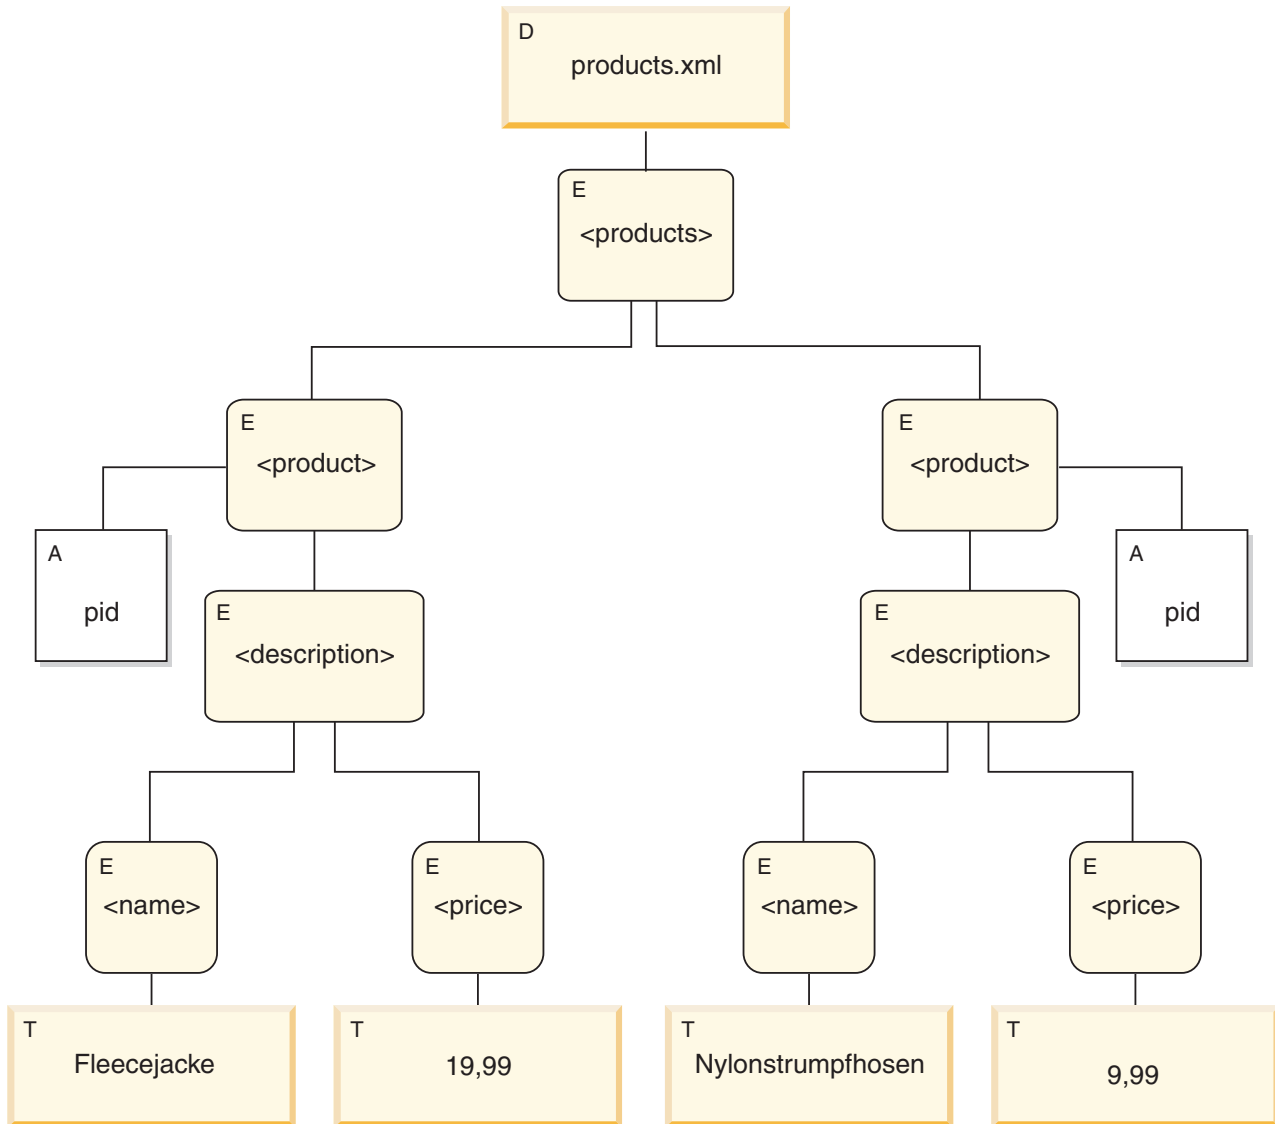 D
products.xml
E
<products>
E
<product>
E
<product>
A
pid
A
pid
E
<description>
E
<description>
E
<name>
E
<price>
E
<name>
E
<price>
T
Fleecejacke
T
19,99
T
Nylonstrumpfhosen
T
9,99